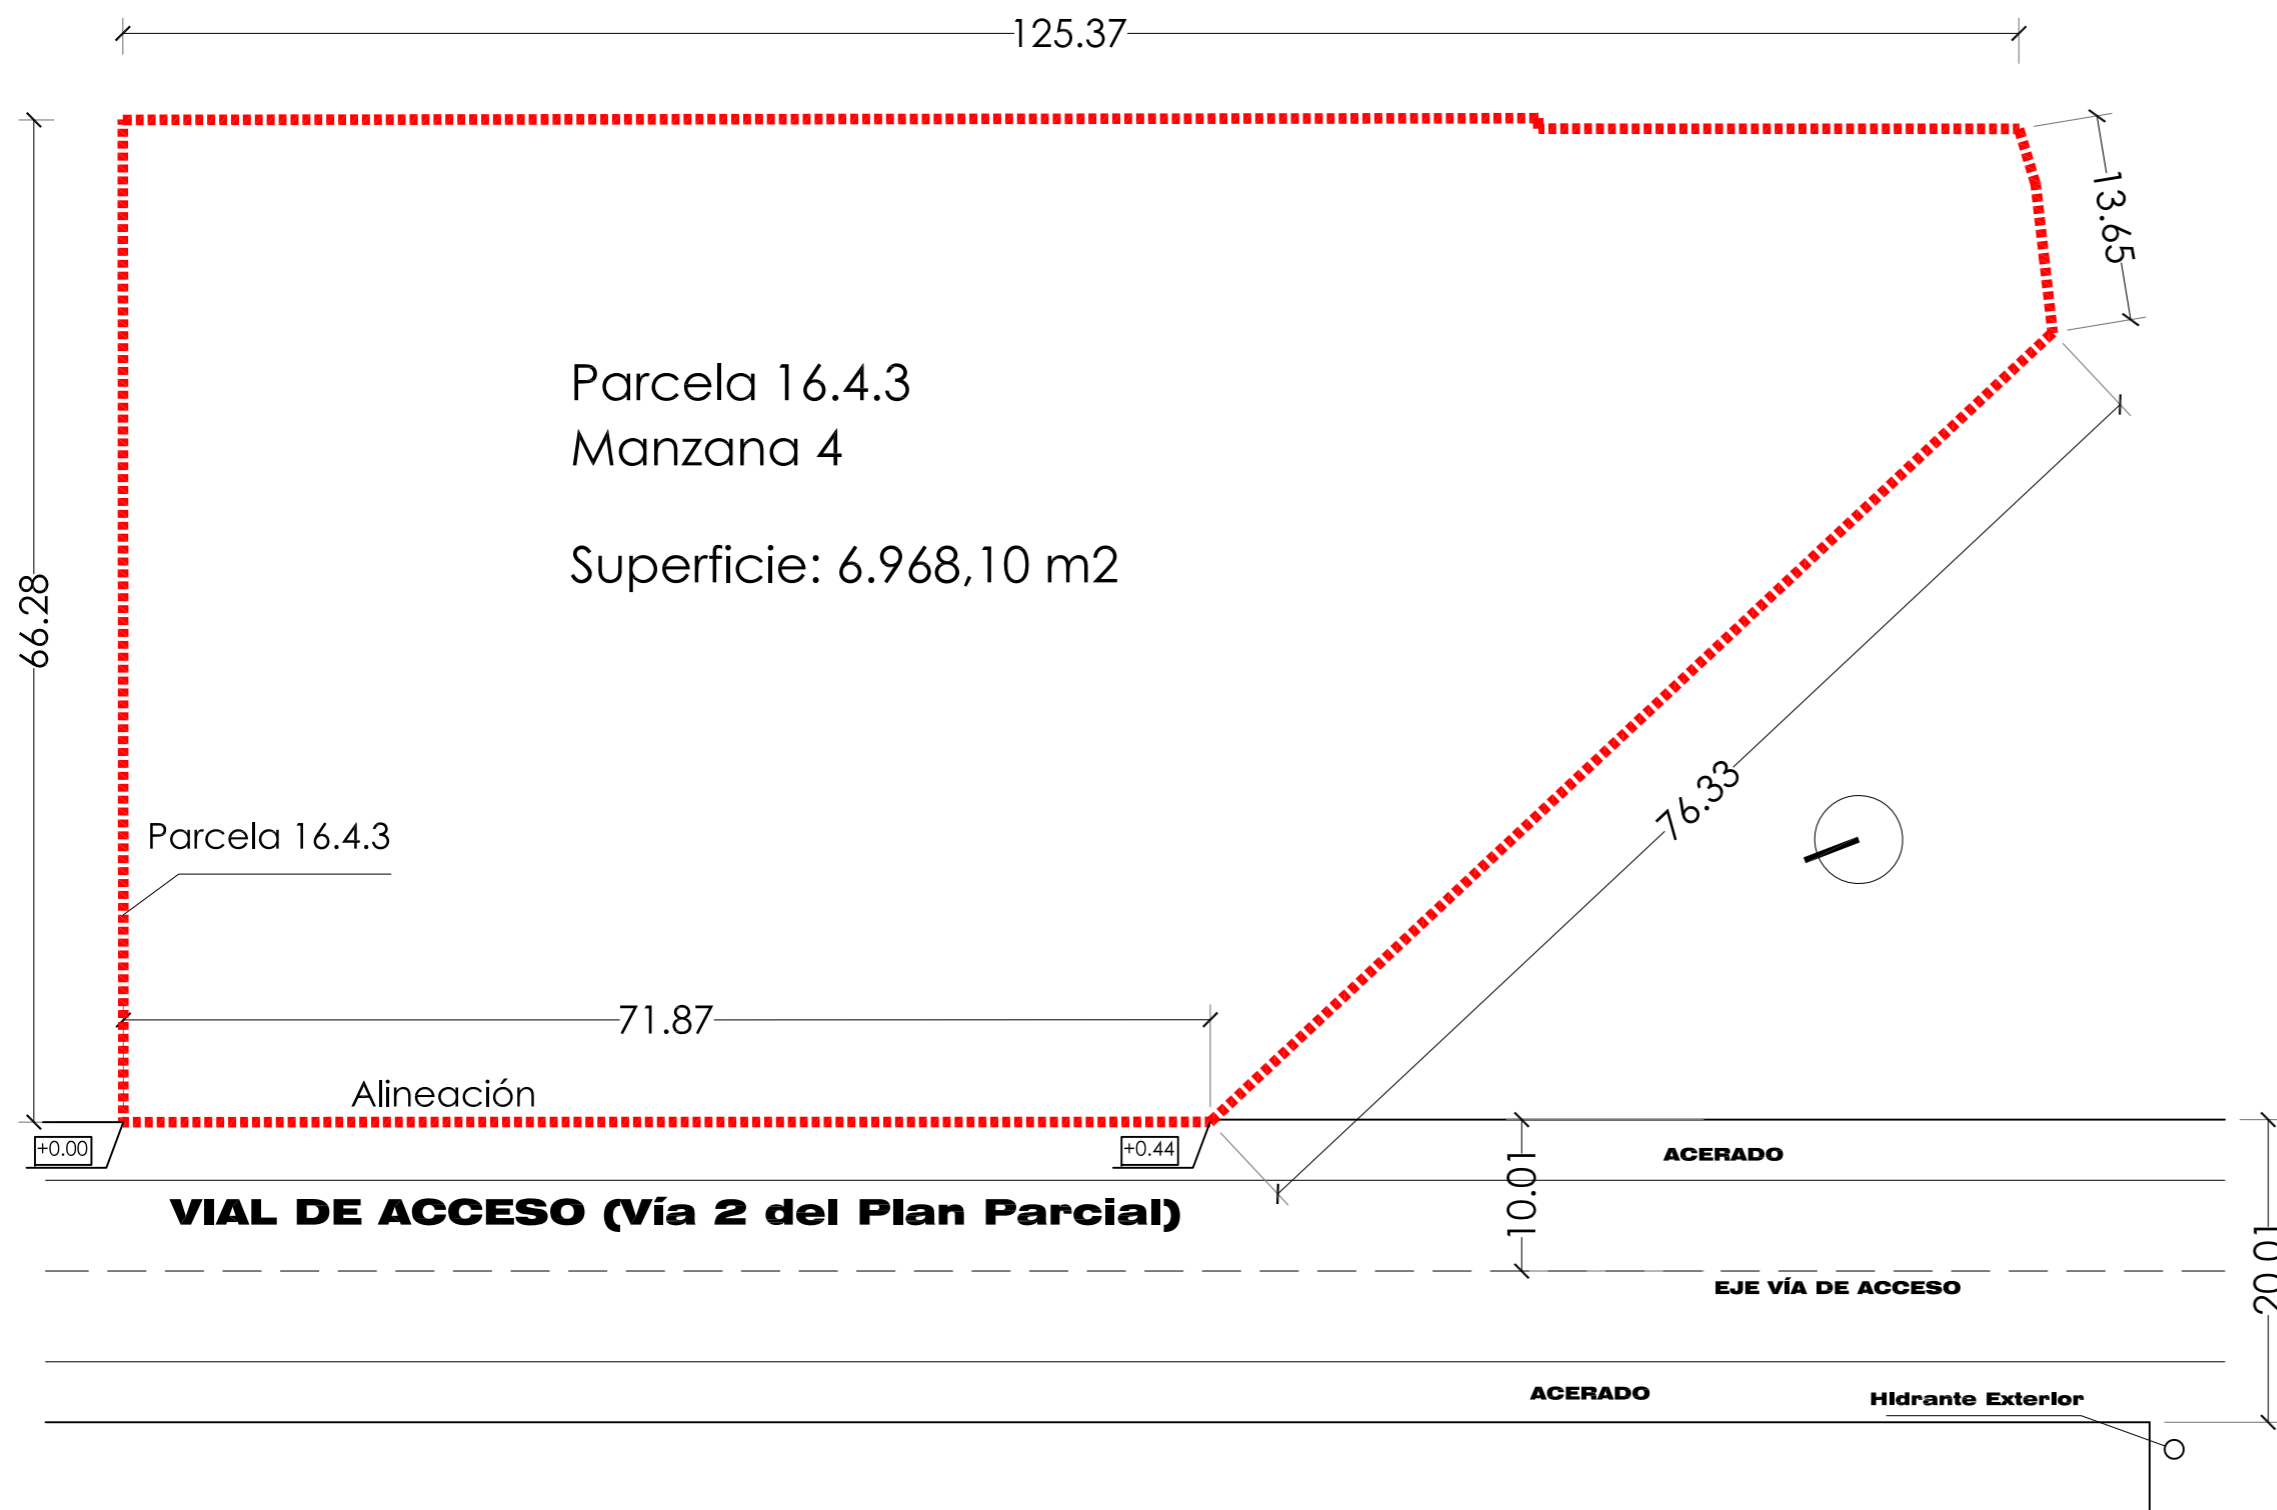 125.37
13.65
Parcela 16.4.3
Manzana 4
Superficie: 6.968,10 m2
66.28
76.33
Parcela 16.4.3
71.87
Alineación
+0.00
+0.44
ACERADO
10.01
VIAL DE ACCESO (Vía 2 del Plan Parcial)
20.01
EJE VÍA DE ACCESO
ACERADO
Hidrante Exterior